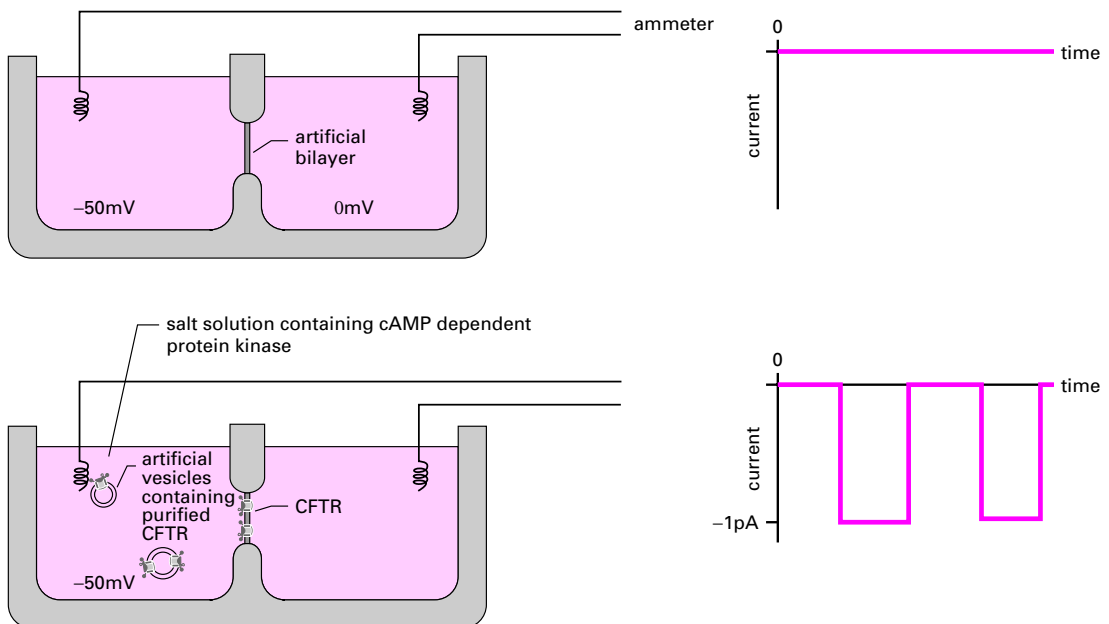 ammeter
0
time
current
artificial
bilayer
−50mV
0mV
salt solution containing cAMP dependent
protein kinase
0
time
current
−1pA
artificial
vesicles
containing
purified
CFTR
CFTR
−50mV